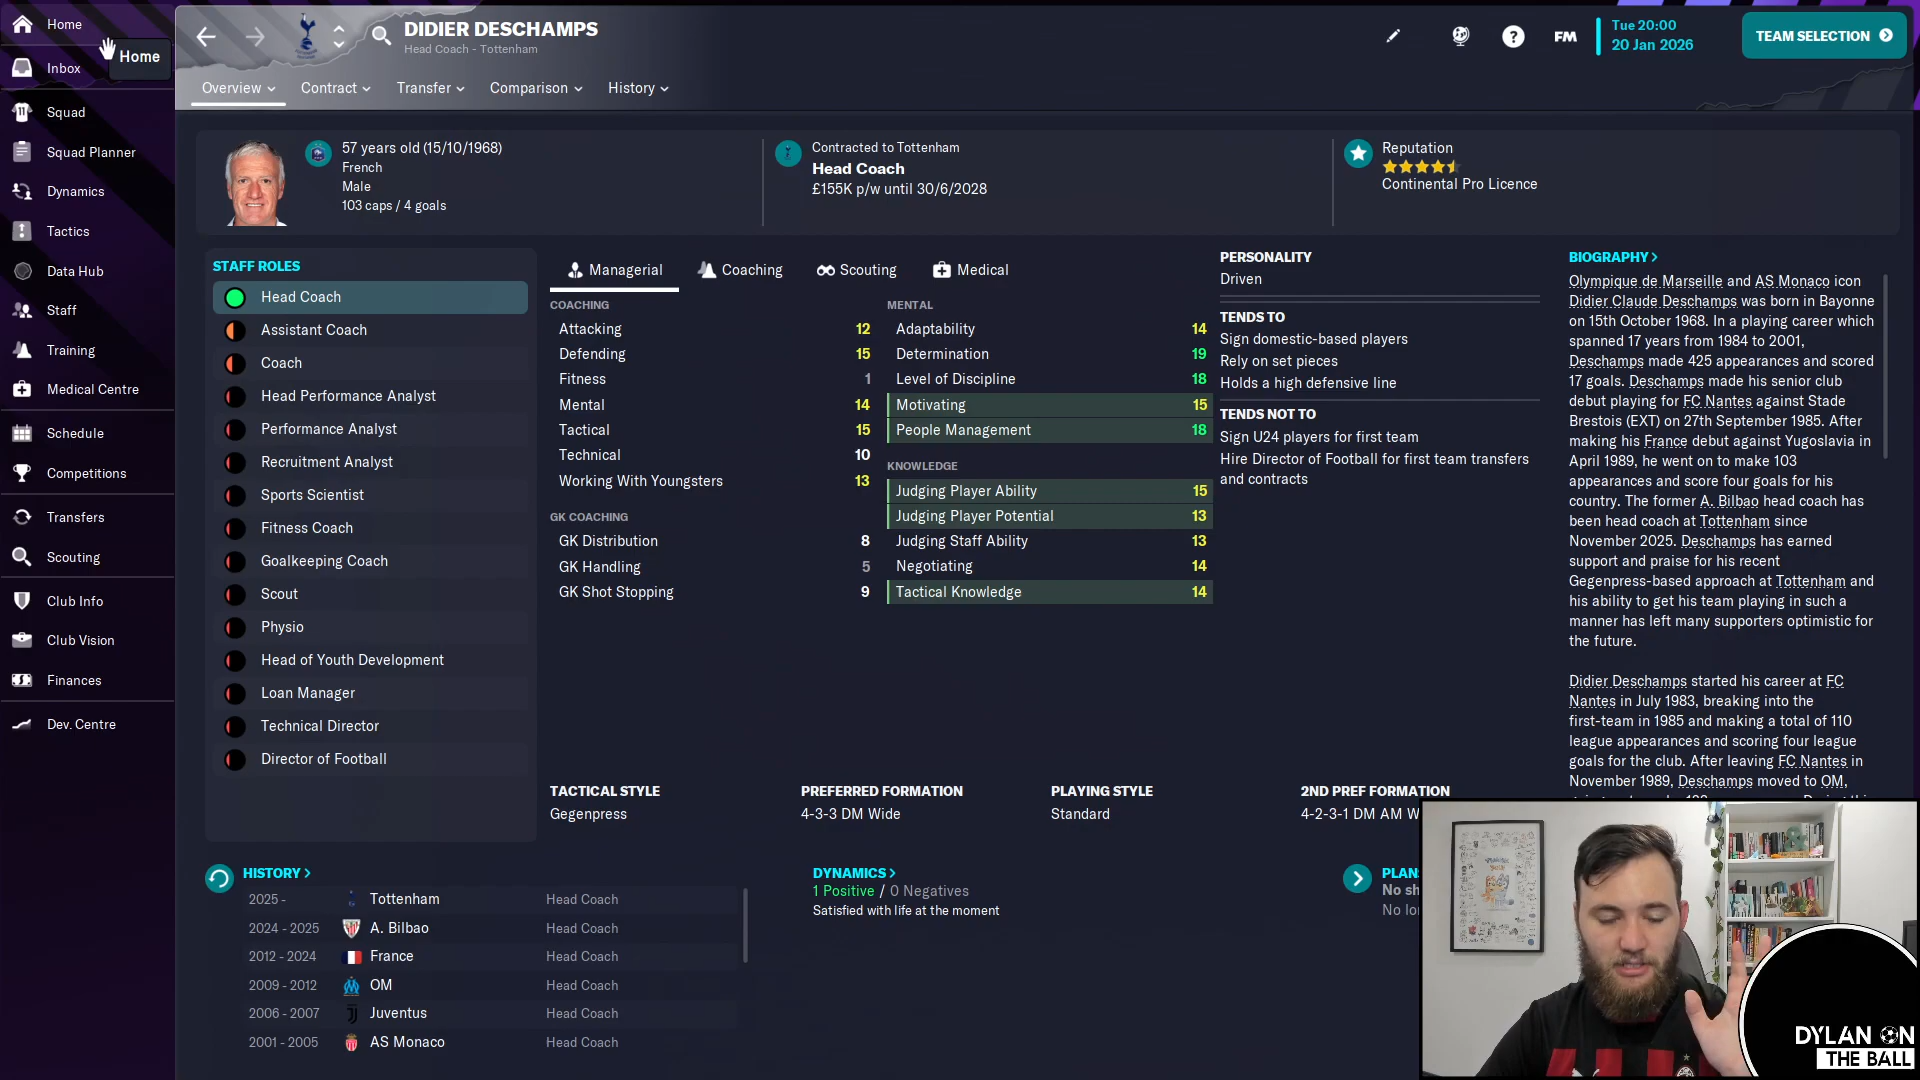 Home
Home
Inbox
Squad
Squad Planner
Dynamics
Tactics
Data Hub
Staff
Training
Medical Centre
Schedule
Competitions
Transfers
Scouting
Club Info
Club Vision
Finances
Dev. Centre
DIDIER DESCHAMPS
Head Coach - Tottenham
FM
Tue 20:00
20 Jan 2026
TEAM SELECTION
Overview
Contract
Transfer
Comparison
History
57 years old (15/10/1968)
French
Male
103 caps / 4 goals
Contracted to Tottenham
Head Coach
£155K p/w until 30/6/2028
Reputation
Continental Pro Licence
STAFF ROLES
Head Coach
Assistant Coach
Coach
Head Performance Analyst
Performance Analyst
Recruitment Analyst
Sports Scientist
Fitness Coach
Goalkeeping Coach
Scout
Physio
Head of Youth Development
Loan Manager
Technical Director
Director of Football
Managerial
Coaching
Scouting
Medical
COACHING
Attacking 12
Defending 15
Fitness 1
Mental 14
Tactical 15
Technical 10
Working With Youngsters 13
GK COACHING
GK Distribution 8
GK Handling 5
GK Shot Stopping 9
MENTAL
Adaptability 14
Determination 19
Level of Discipline 18
Motivating 15
People Management 18
KNOWLEDGE
Judging Player Ability 15
Judging Player Potential 13
Judging Staff Ability 13
Negotiating 14
Tactical Knowledge 14
PERSONALITY
Driven
TENDS TO
Sign domestic-based players
Rely on set pieces
Holds a high defensive line
TENDS NOT TO
Sign U24 players for first team
Hire Director of Football for first team transfers
and contracts
BIOGRAPHY
Olympique de Marseille and AS Monaco icon
Didier Claude Deschamps was born in Bayonne
on 15th October 1968. In a playing career which
spanned 17 years from 1984 to 2001,
Deschamps made 425 appearances and scored
17 goals. Deschamps made his senior club
debut playing for FC Nantes against Stade
Brestois (EXT) on 27th September 1985. After
making his France debut against Yugoslavia in
April 1989, he went on to make 103
appearances and score four goals for his
country. The former A. Bilbao head coach has
been head coach at Tottenham since
November 2025. Deschamps has earned
support and praise for his recent
Gegenpress-based approach at Tottenham and
his ability to get his team playing in such a
manner has left many supporters optimistic for
the future.
Didier Deschamps started his career at FC
Nantes in July 1983, breaking into the
first-team in 1985 and making a total of 110
league appearances and scoring four league
goals for the club. After leaving FC Nantes in
November 1989, Deschamps moved to OM,
TACTICAL STYLE
Gegenpress
PREFERRED FORMATION
4-3-3 DM Wide
PLAYING STYLE
Standard
2ND PREF FORMATION
4-2-3-1 DM AM W
HISTORY
2025 - Tottenham Head Coach
2024 - 2025 A. Bilbao Head Coach
2012 - 2024 France Head Coach
2009 - 2012 OM Head Coach
2006 - 2007 Juventus Head Coach
2001 - 2005 AS Monaco Head Coach
DYNAMICS
1 Positive / 0 Negatives
Satisfied with life at the moment
PLAN
No sh
No lo
DYLAN ON
THE BALL